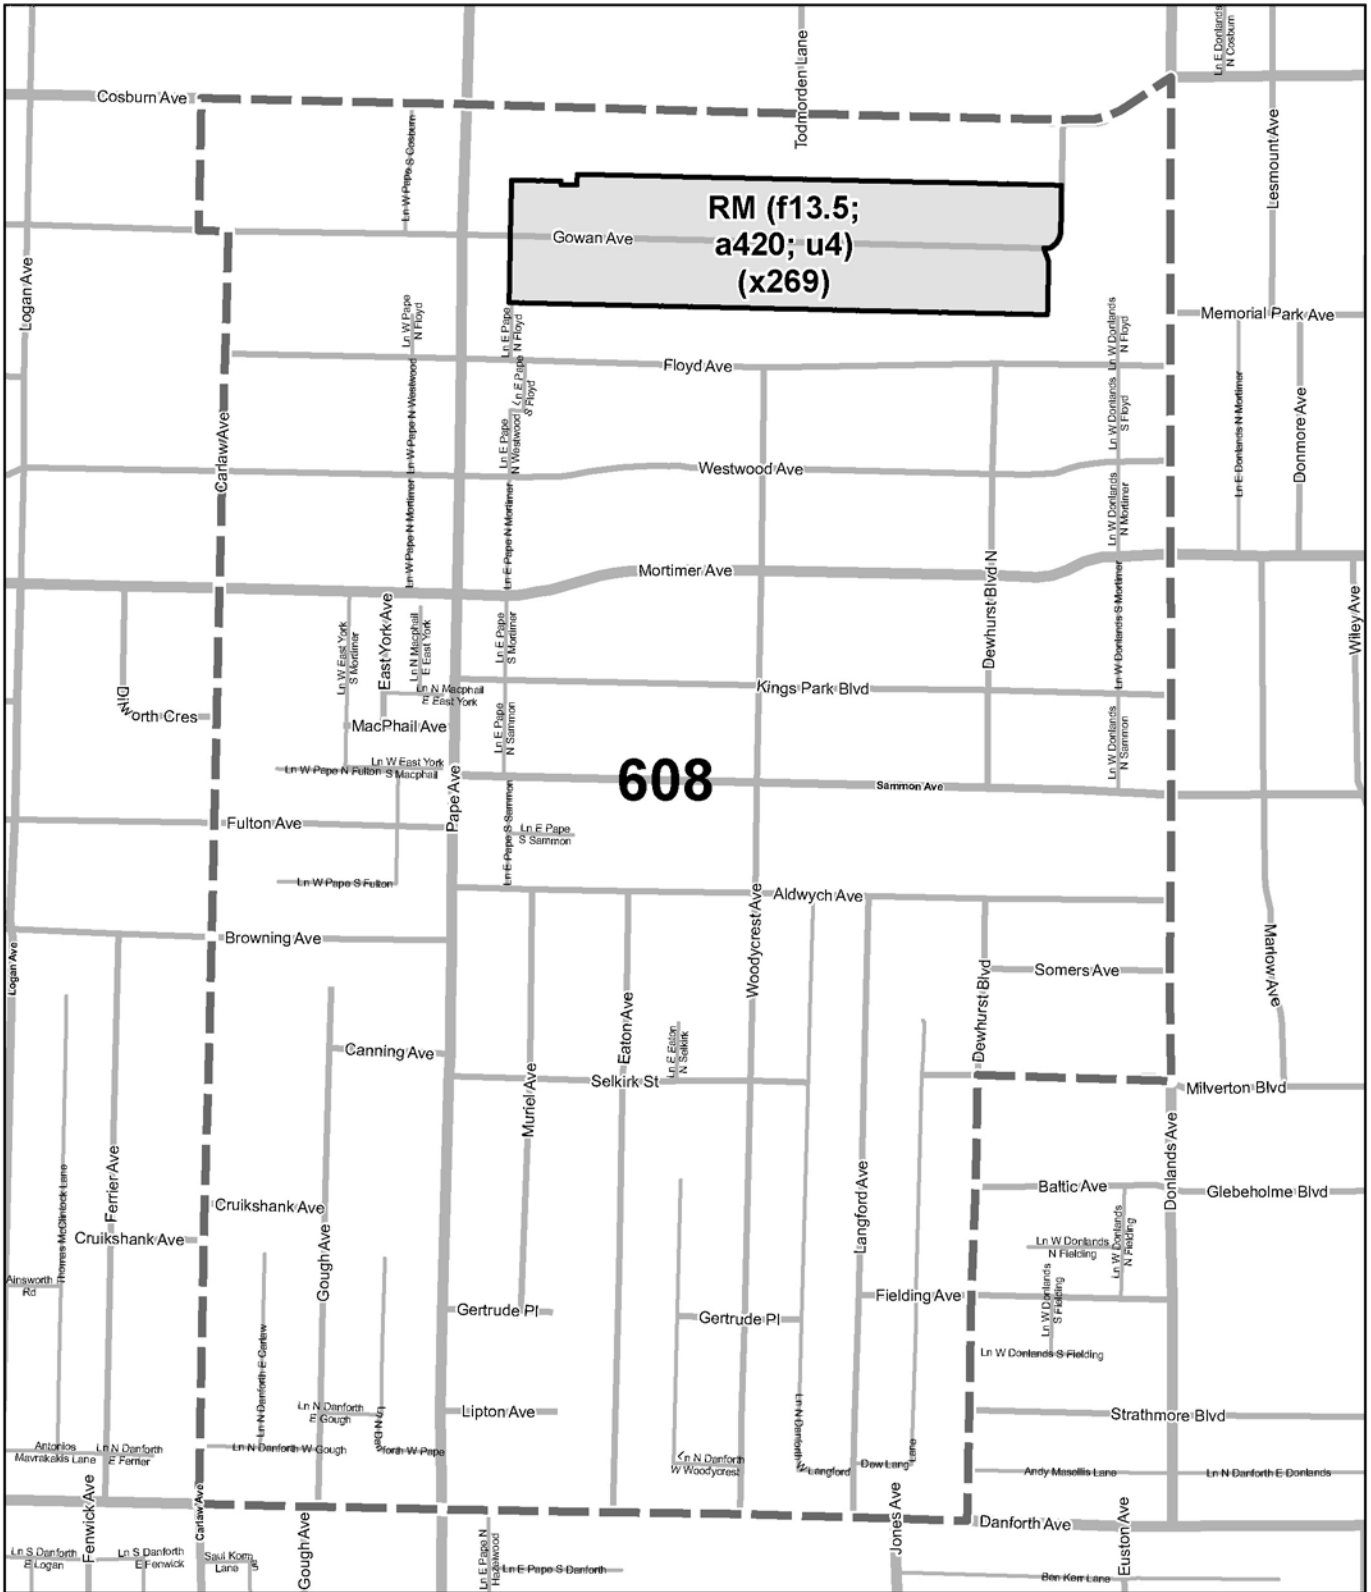 Ln E Donlands
N Cosburn
Todmorden Lane
Cosburn Ave
Ln W Pape S Cosburn
Lesmount Ave
RM (f13.5;
a420; u4)
(x269)
Gowan Ave
Logan Ave
Ln W Pape
N Floyd
Ln E Pape
N Floyd
Ln W Donlands
N Floyd
Memorial Park Ave
Floyd Ave
Ln E Pape
S Floyd
Ln W Donlands
S Floyd
Ln W Pape N Westwood
Ln E Pape
N Westwood
Carlaw Ave
Ln E Donlands N Mortimer
Donmore Ave
Westwood Ave
Ln W Pape N Mortimer
Ln E Pape N Mortimer
Ln W Donlands
N Mortimer
Mortimer Ave
Dewhurst Blvd N
Wiley Ave
Ln W East York
S Mortimer
East York Ave
Ln N Macphail
E East York
Ln E Pape
S Mortimer
Ln W Donlands S Mortimer
Dilworth Cres
Ln N Macphail
E East York
Kings Park Blvd
MacPhail Ave
Ln E Pape
N Sammon
Ln W Donlands
N Sammon
Ln W East York
S Macphail
Ln W Pape N Fulton
608
Sammon Ave
Pape Ave
Fulton Ave
Ln E Pape S Sammon
Ln E Pape
S Sammon
Ln W Pape S Fulton
Aldwych Ave
Woodycrest Ave
Browning Ave
Logan Ave
Somers Ave
Marlow Ave
Dewhurst Blvd
Eaton Ave
Ln E Eaton
N Selkirk
Canning Ave
Selkirk St
Muriel Ave
Milverton Blvd
Donlands Ave
Ferrier Ave
Thomas McClintock Lane
Langford Ave
Baltic Ave
Glebeholme Blvd
Cruikshank Ave
Cruikshank Ave
Gough Ave
Ln W Donlands
N Fielding
Ln W Donlands
N Fielding
Ainsworth
Rd
Gertrude Pl
Gertrude Pl
Fielding Ave
Ln W Donlands
S Fielding
Ln N Danforth E Carlaw
Ln W Donlands S Fielding
Ln N Danforth
E Gough
Lipton Ave
Strathmore Blvd
Antonios
Mavrakakis Lane
Ln N Danforth
E Ferrier
Ln N Danforth W Gough
Ln N Danforth W Pape
Ln N Danforth
W Woodycrest
Ln N Danforth W Langford
Dew Lang Lane
Andy Masellis Lane
Ln N Danforth E Donlands
Fenwick Ave
Carlaw Ave
Gough Ave
Jones Ave
Danforth Ave
Euston Ave
Ln S Danforth
E Logan
Ln S Danforth
E Fenwick
Ln E Pape N
Hazelwood
Ln E Pape S Danforth
Ben Kerr Lane